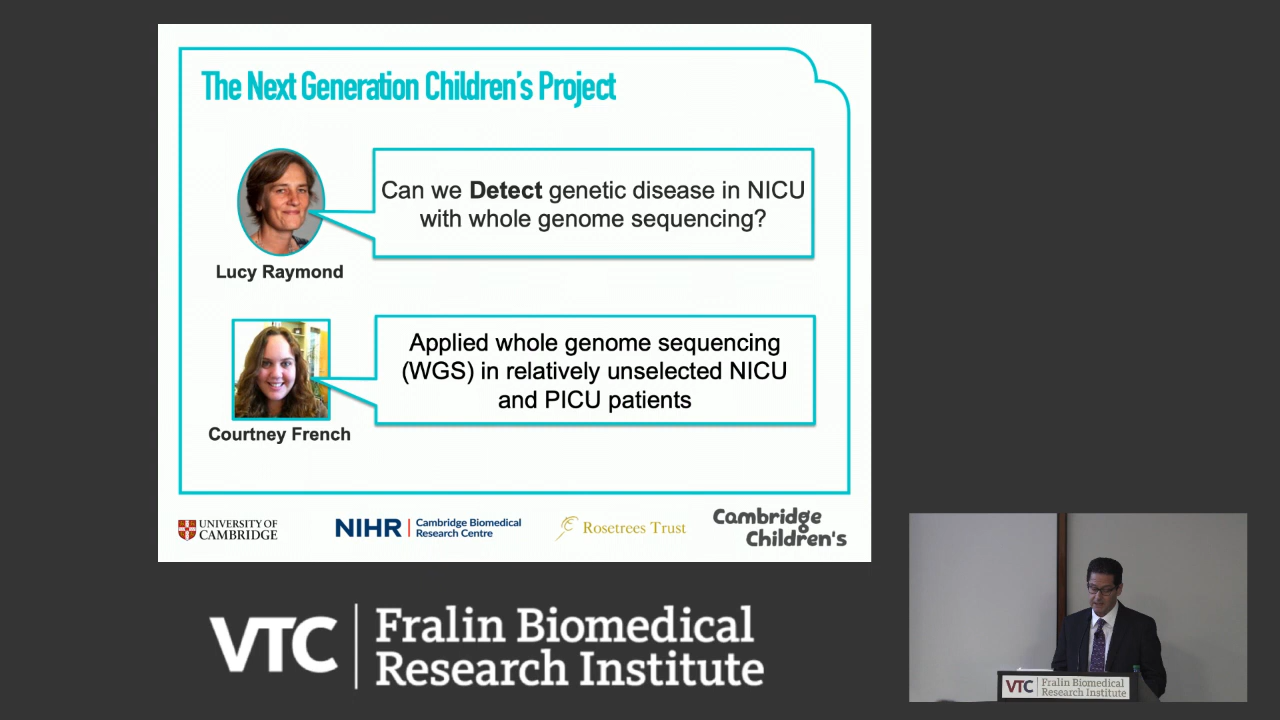 The Next Generation Children's Project
Can we Detect genetic disease in NICU
with whole genome sequencing?
Lucy Raymond
Applied whole genome sequencing
(WGS) in relatively unselected NICU
and PICU patients
Courtney French
UNIVERSITY OF
CAMBRIDGE
NIHR
Cambridge Biomedical
Research Centre
Rosetrees Trust
Cambridge
Children's
VTC
Fralin Biomedical
Research Institute
VTC
Fralin Biomedical
Research Institute